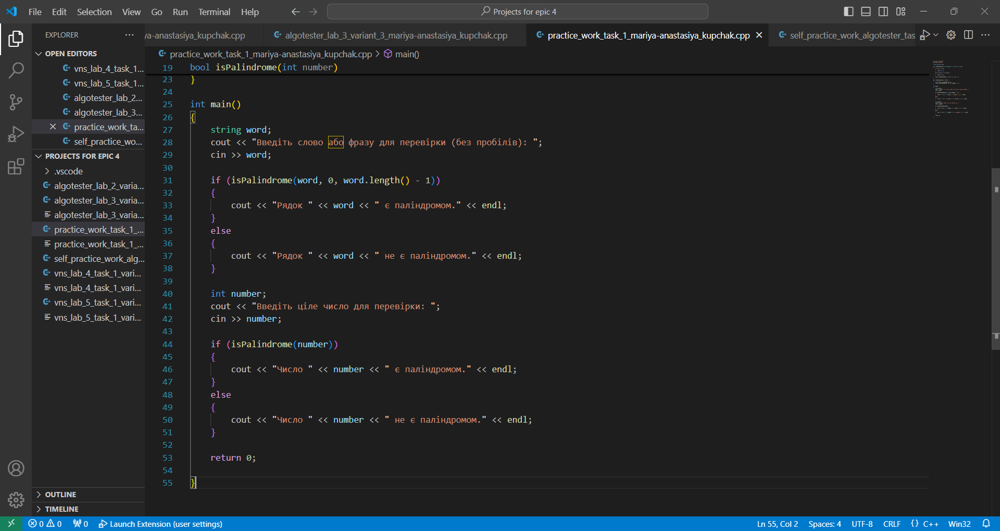 File Edit Selection View Go Run Terminal Help
Projects for epic 4
EXPLORER
ya-anastasiya_kupchak.cpp
algotester_lab_3_variant_3_mariya-anastasiya_kupchak.cpp
practice_work_task_1_mariya-anastasiya_kupchak.cpp
self_practice_work_algotester_tas
OPEN EDITORS
vns_lab_4_task_1...
vns_lab_5_task_1...
algotester_lab_2...
algotester_lab_3...
practice_work_ta...
self_practice_wo...
PROJECTS FOR EPIC 4
.vscode
algotester_lab_2_varia...
algotester_lab_3_varia...
algotester_lab_3_varia...
practice_work_task_1_...
practice_work_task_1_...
self_practice_work_alg...
vns_lab_4_task_1_vari...
vns_lab_4_task_1_vari...
vns_lab_5_task_1_vari...
vns_lab_5_task_1_vari...
OUTLINE
TIMELINE
practice_work_task_1_mariya-anastasiya_kupchak.cpp > main()
19 bool isPalindrome(int number)
23 }
24
25 int main()
26 {
27 string word;
28 cout << "Введіть слово або фразу для перевірки (без пробілів): ";
29 cin >> word;
30
31 if (isPalindrome(word, 0, word.length() - 1))
32 {
33 cout << "Рядок " << word << " є паліндромом." << endl;
34 }
35 else
36 {
37 cout << "Рядок " << word << " не є паліндромом." << endl;
38 }
39
40 int number;
41 cout << "Введіть ціле число для перевірки: ";
42 cin >> number;
43
44 if (isPalindrome(number))
45 {
46 cout << "Число " << number << " є паліндромом." << endl;
47 }
48 else
49 {
50 cout << "Число " << number << " не є паліндромом." << endl;
51 }
52
53 return 0;
54
55 }
0 0 0 Launch Extension (user settings)
Ln 55, Col 2 Spaces: 4 UTF-8 CRLF {} C++ Win32